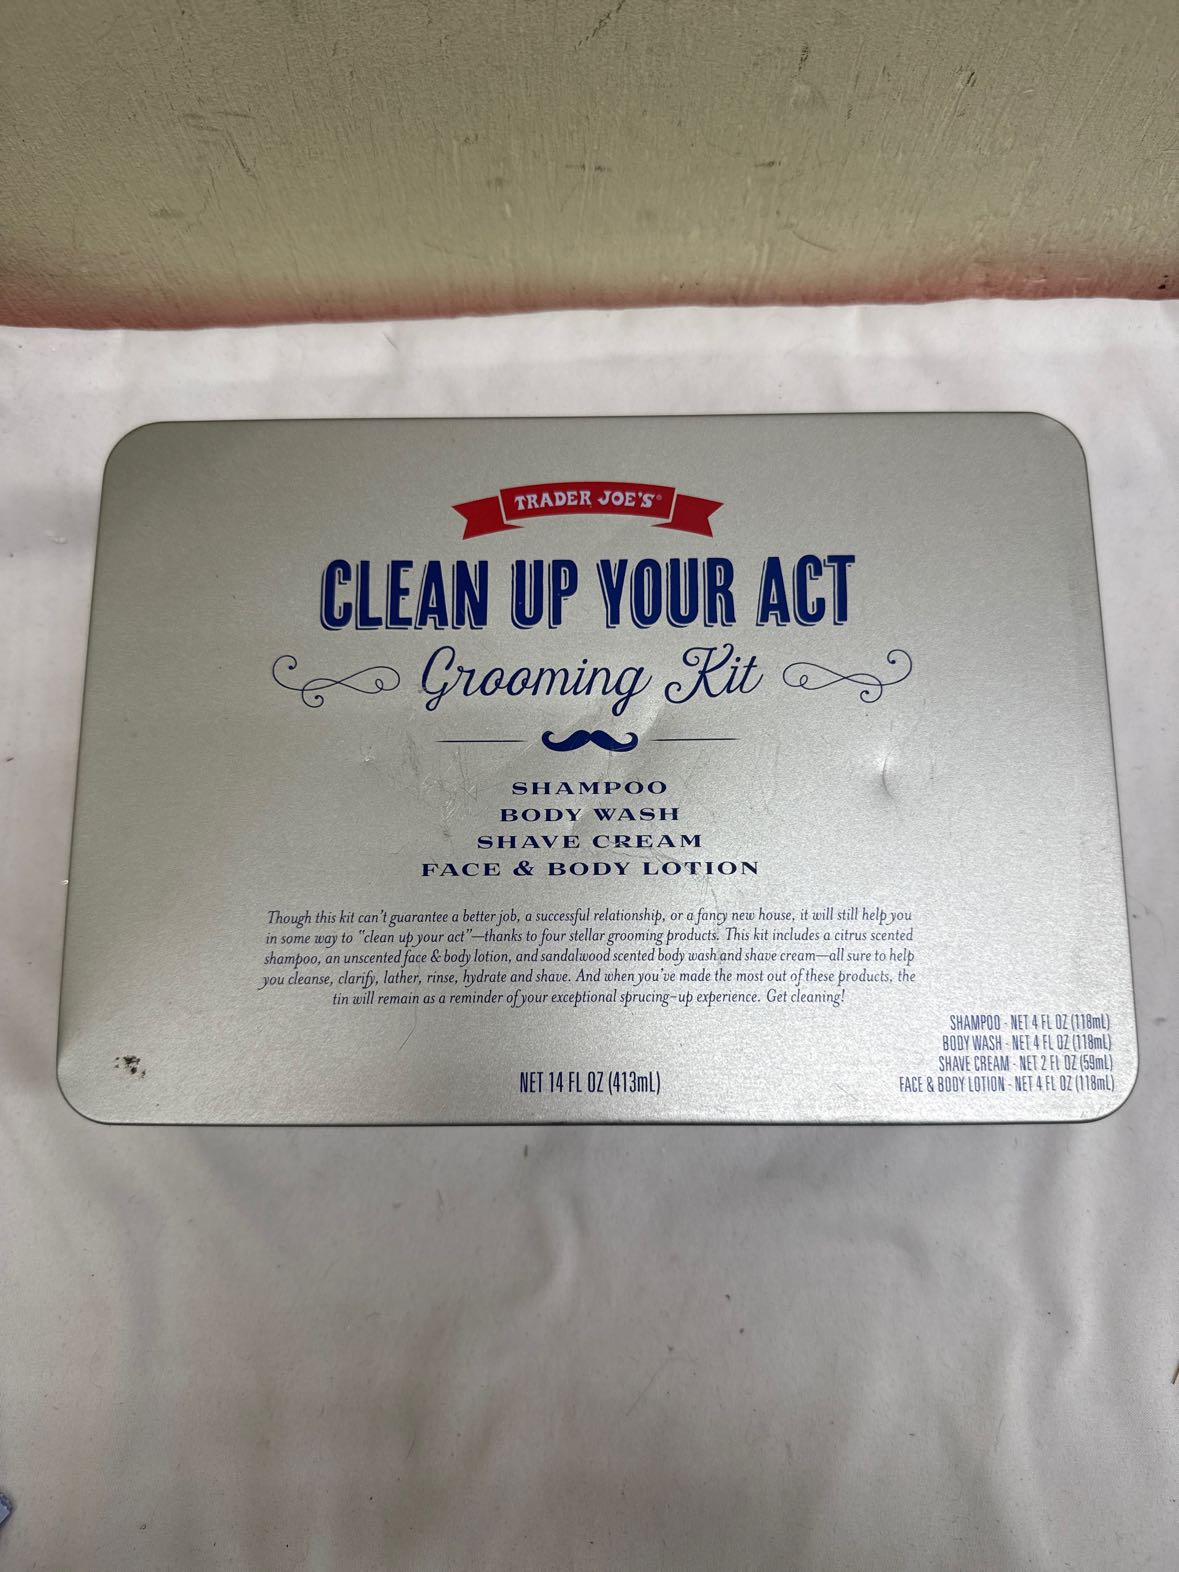 TRADER JOE'S®
CLEAN UP YOUR ACT
Grooming Kit
SHAMPOO
BODY WASH
SHAVE CREAM
FACE & BODY LOTION
Though this kit can't guarantee a better job, a successful relationship, or a fancy new house, it will still help you
in some way to "clean up your act"—thanks to four stellar grooming products. This kit includes a citrus scented
shampoo, an unscented face & body lotion, and sandalwood scented body wash and shave cream—all sure to help
you cleanse, clarify, lather, rinse, hydrate and shave. And when you've made the most out of these products, the
tin will remain as a reminder of your exceptional sprucing-up experience. Get cleaning!
SHAMPOO - NET 4 FL OZ (118mL)
BODY WASH - NET 4 FL OZ (118mL)
SHAVE CREAM - NET 2 FL OZ (59mL)
FACE & BODY LOTION - NET 4 FL OZ (118mL)
NET 14 FL OZ (413mL)